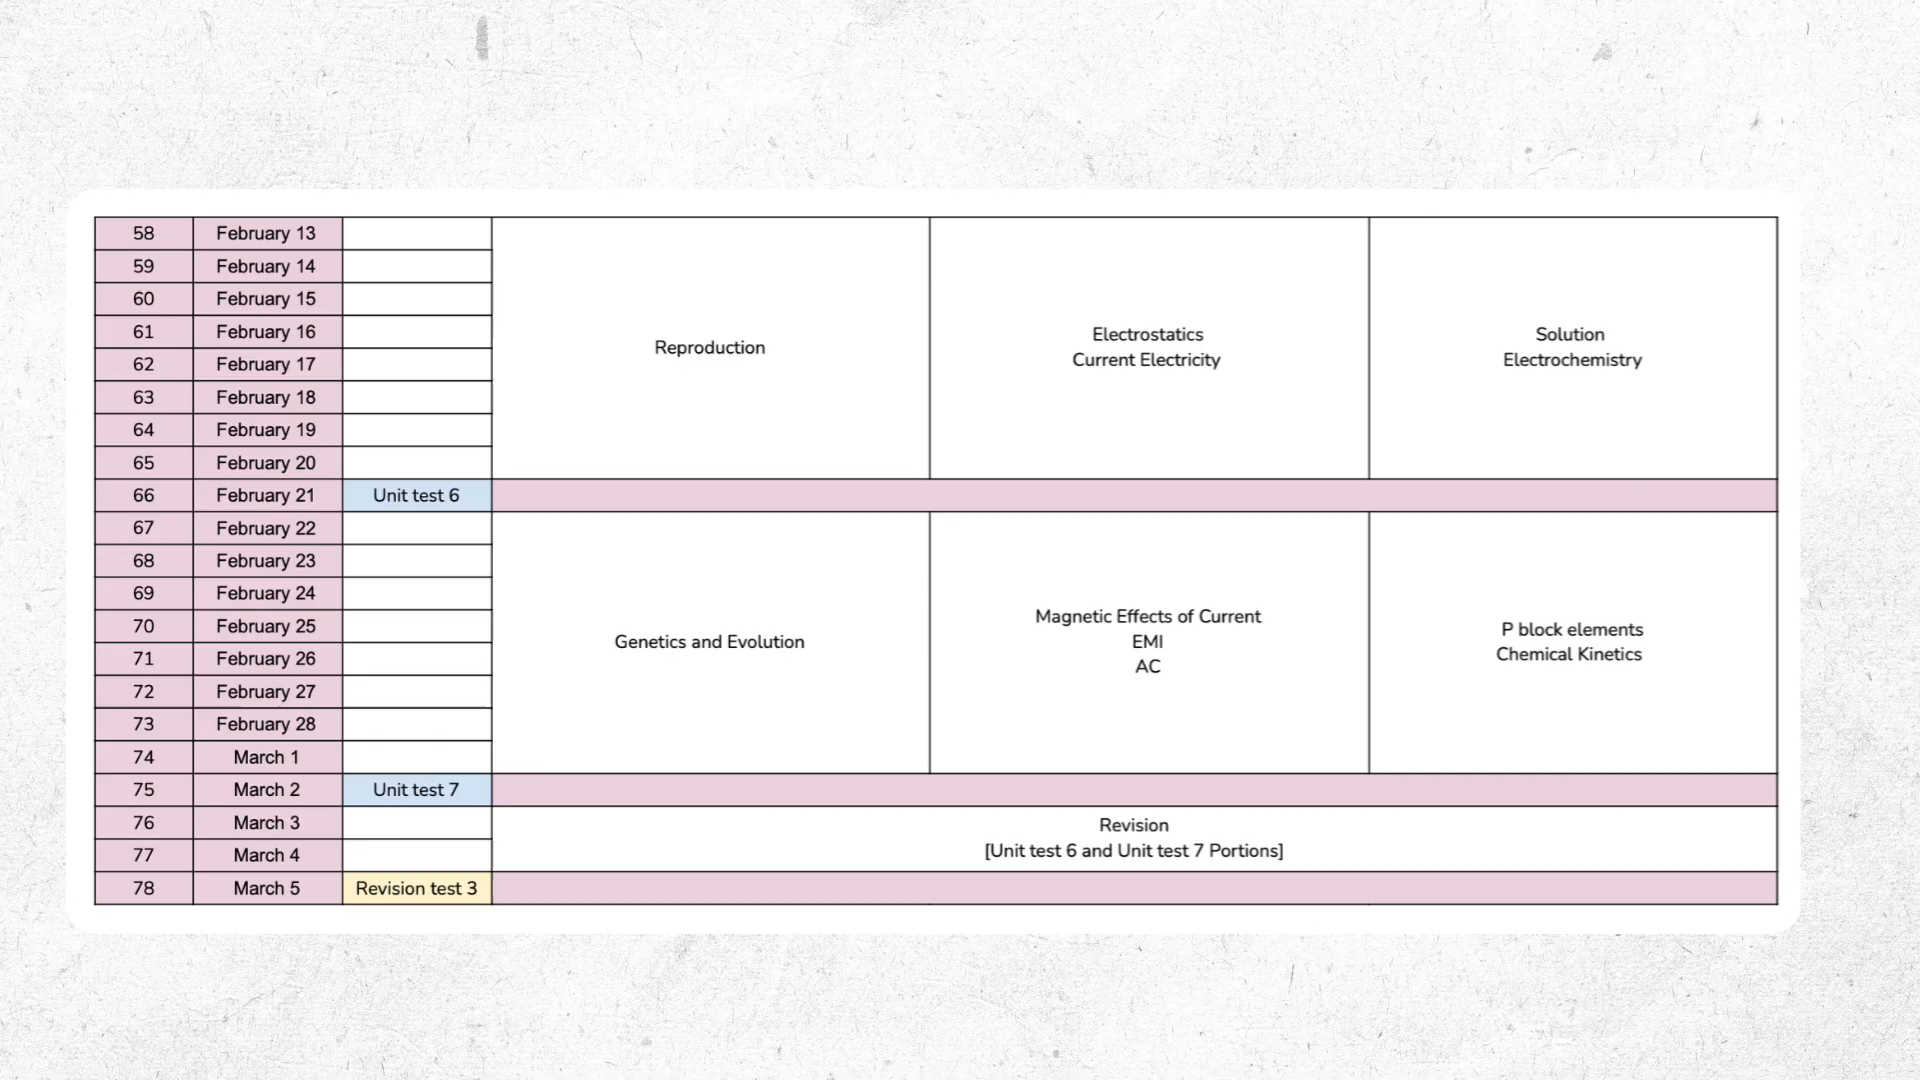 58 February 13
59 February 14
60 February 15
61 February 16
62 February 17
63 February 18
64 February 19
65 February 20
Reproduction
Electrostatics
Current Electricity
Solution
Electrochemistry
66 February 21 Unit test 6
67 February 22
68 February 23
69 February 24
70 February 25
71 February 26
72 February 27
73 February 28
74 March 1
Genetics and Evolution
Magnetic Effects of Current
EMI
AC
P block elements
Chemical Kinetics
75 March 2 Unit test 7
76 March 3
77 March 4
Revision
[Unit test 6 and Unit test 7 Portions]
78 March 5 Revision test 3